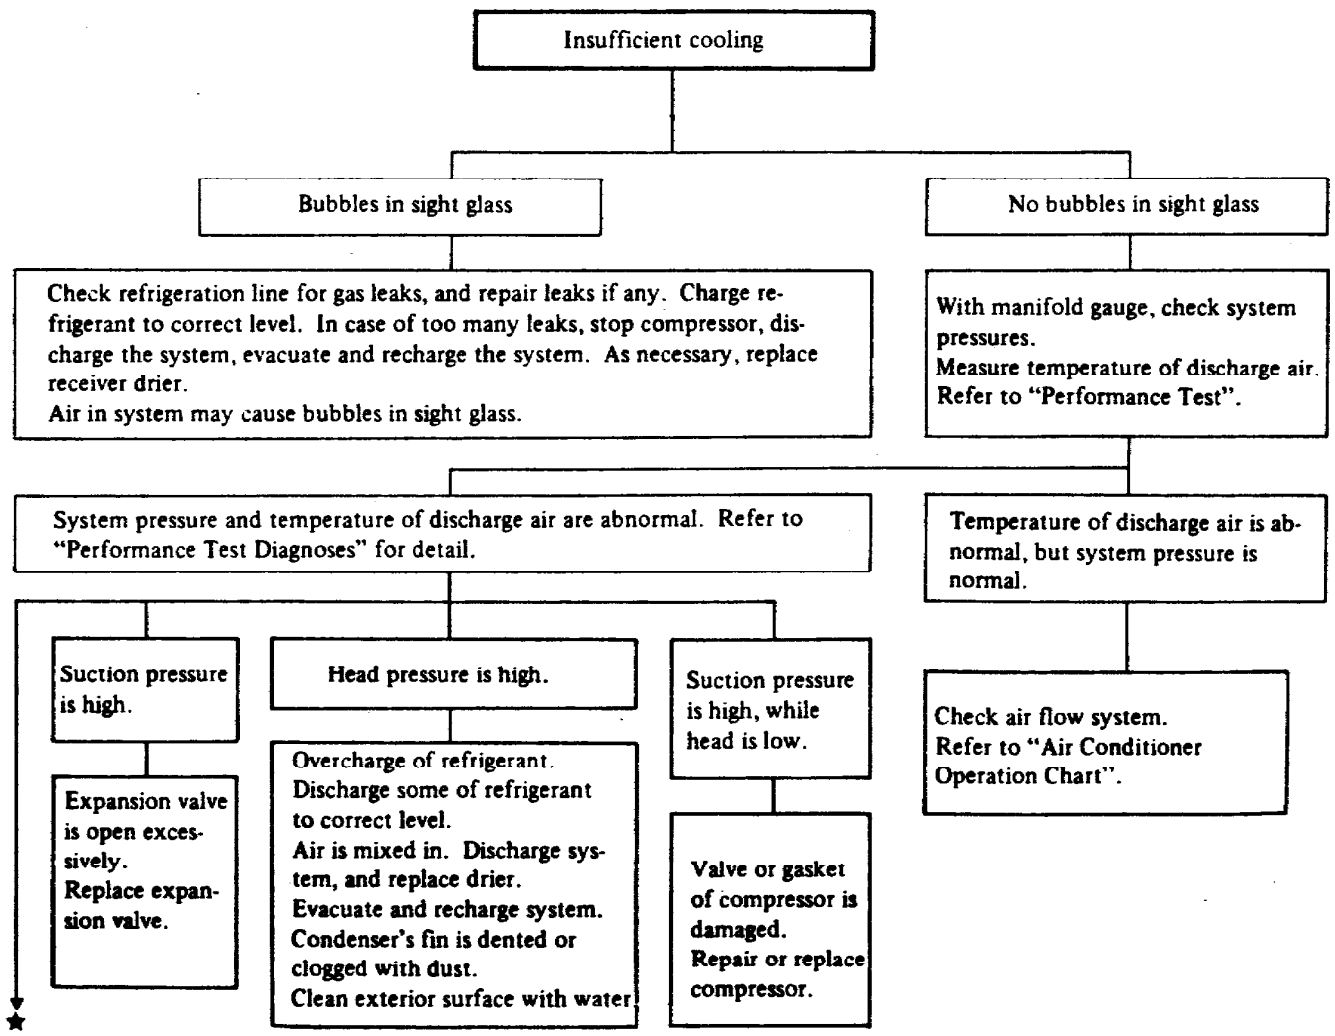 Insufficient cooling
Bubbles in sight glass
No bubbles in sight glass
Check refrigeration line for gas leaks, and repair leaks if any. Charge re-
frigerant to correct level. In case of too many leaks, stop compressor, dis-
charge the system, evacuate and recharge the system. As necessary, replace
receiver drier.
Air in system may cause bubbles in sight glass.
With manifold gauge, check system
pressures.
Measure temperature of discharge air.
Refer to “Performance Test”.
System pressure and temperature of discharge air are abnormal. Refer to
“Performance Test Diagnoses” for detail.
Temperature of discharge air is ab-
normal, but system pressure is
normal.
Suction pressure
is high.
Head pressure is high.
Suction pressure
is high, while
head is low.
Check air flow system.
Refer to “Air Conditioner
Operation Chart”.
Expansion valve
is open exces-
sively.
Replace expan-
sion valve.
Overcharge of refrigerant.
Discharge some of refrigerant
to correct level.
Air is mixed in. Discharge sys-
tem, and replace drier.
Evacuate and recharge system.
Condenser’s fin is dented or
clogged with dust.
Clean exterior surface with water
Valve or gasket
of compressor is
damaged.
Repair or replace
compressor.